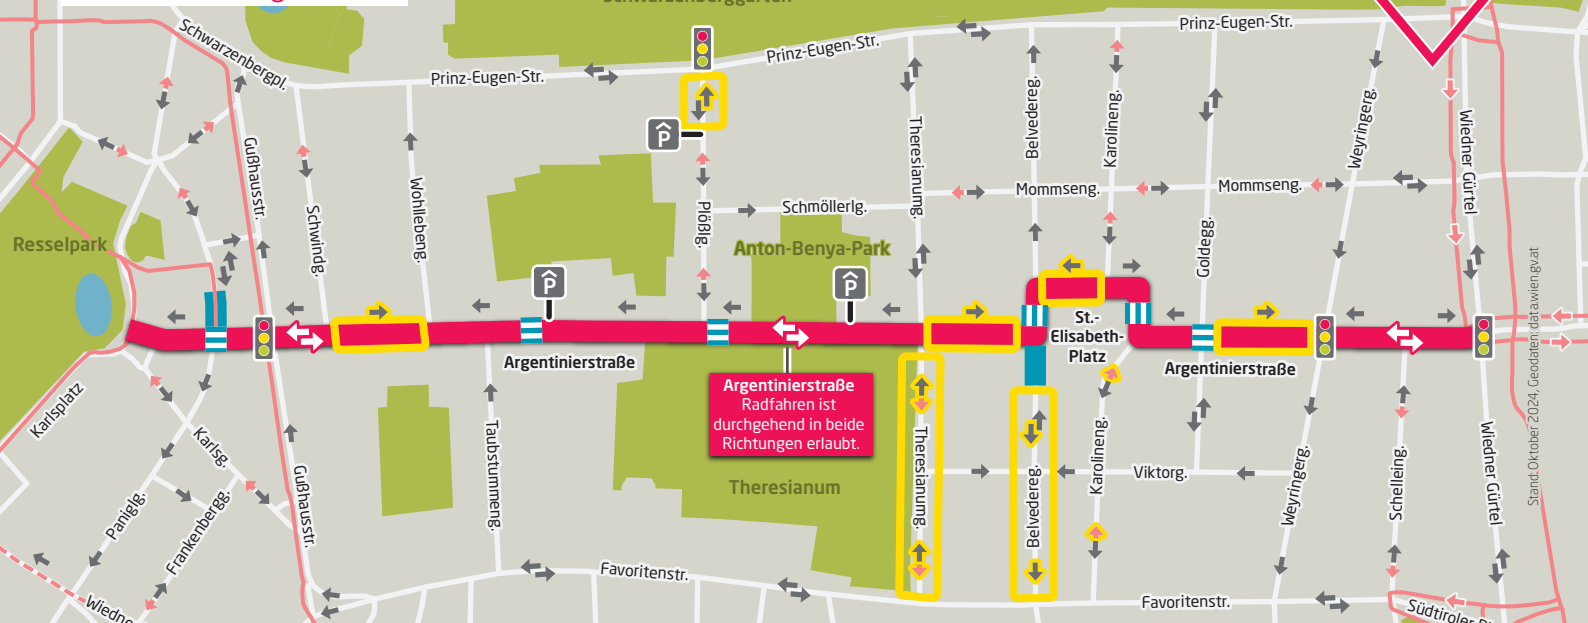 Schwarzenberggarten
Schwarzenbergpl.
Prinz-Eugen-Str.
Prinz-Eugen-Str.
Prinz-Eugen-Str.
Gußhausstr.
Schwindg.
Wohllebeng.
Plößlg.
Schmöllerlg.
Theresianumg.
Belvedereg.
Karolineng.
Mommseng.
Mommseng.
Goldegg.
Weyringerg.
Wiedner Gürtel
Resselpark
Anton-Benya-Park
P
P
P
St.-
Elisabeth-
Platz
Argentinierstraße
Argentinierstraße
Argentinierstraße
Radfahren ist
durchgehend in beide
Richtungen erlaubt.
Karlsplatz
Karlsg.
Paniglg.
Frankenbergg.
Gußhausstr.
Taubstummeng.
Theresianum
Theresianumg.
Belvedereg.
Karolineng.
Viktorg.
Weyringerg.
Schelleing.
Wiedner Gürtel
Favoritenstr.
Favoritenstr.
Südtiroler
Stand: Oktober 2024, Geodaten: data.wien.gv.at